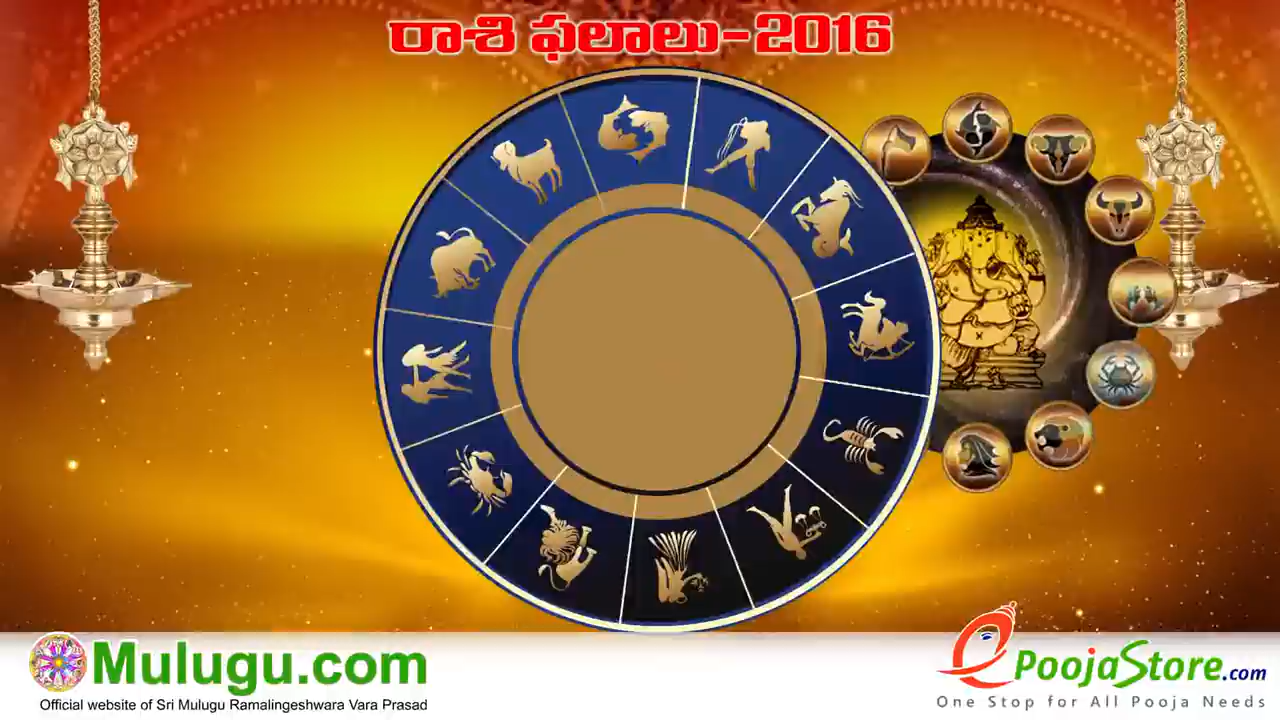 రాశి ఫలాలు-2016
Mulugu.com
Official website of Sri Mulugu Ramalingeshwara Vara Prasad
ePoojaStore.com
One Stop for All Pooja Needs